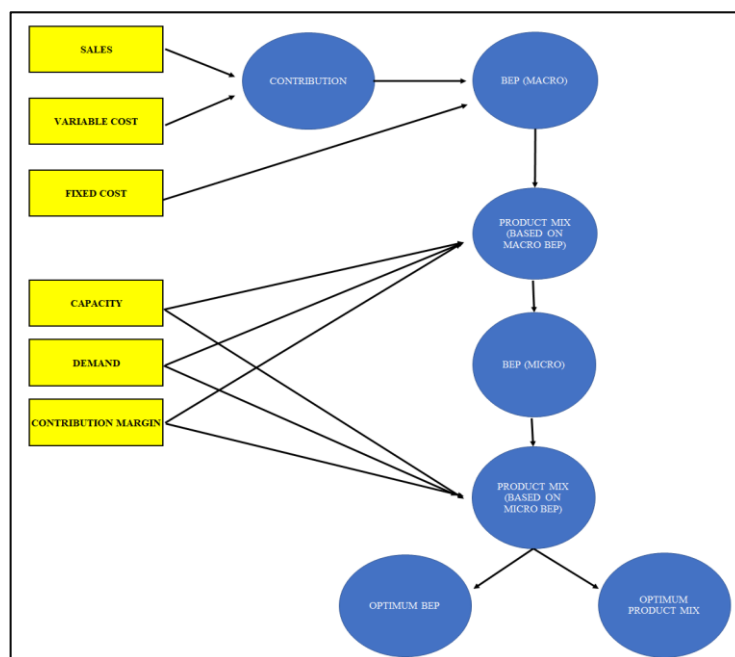 SALES
CONTRIBUTION
BEP (MACRO)
VARIABLE COST
FIXED COST
PRODUCT MIX
(BASED ON
MACRO BEP)
CAPACITY
DEMAND
BEP (MICRO)
CONTRIBUTION MARGIN
PRODUCT MIX
(BASED ON
MICRO BEP)
OPTIMUM BEP
OPTIMUM
PRODUCT MIX